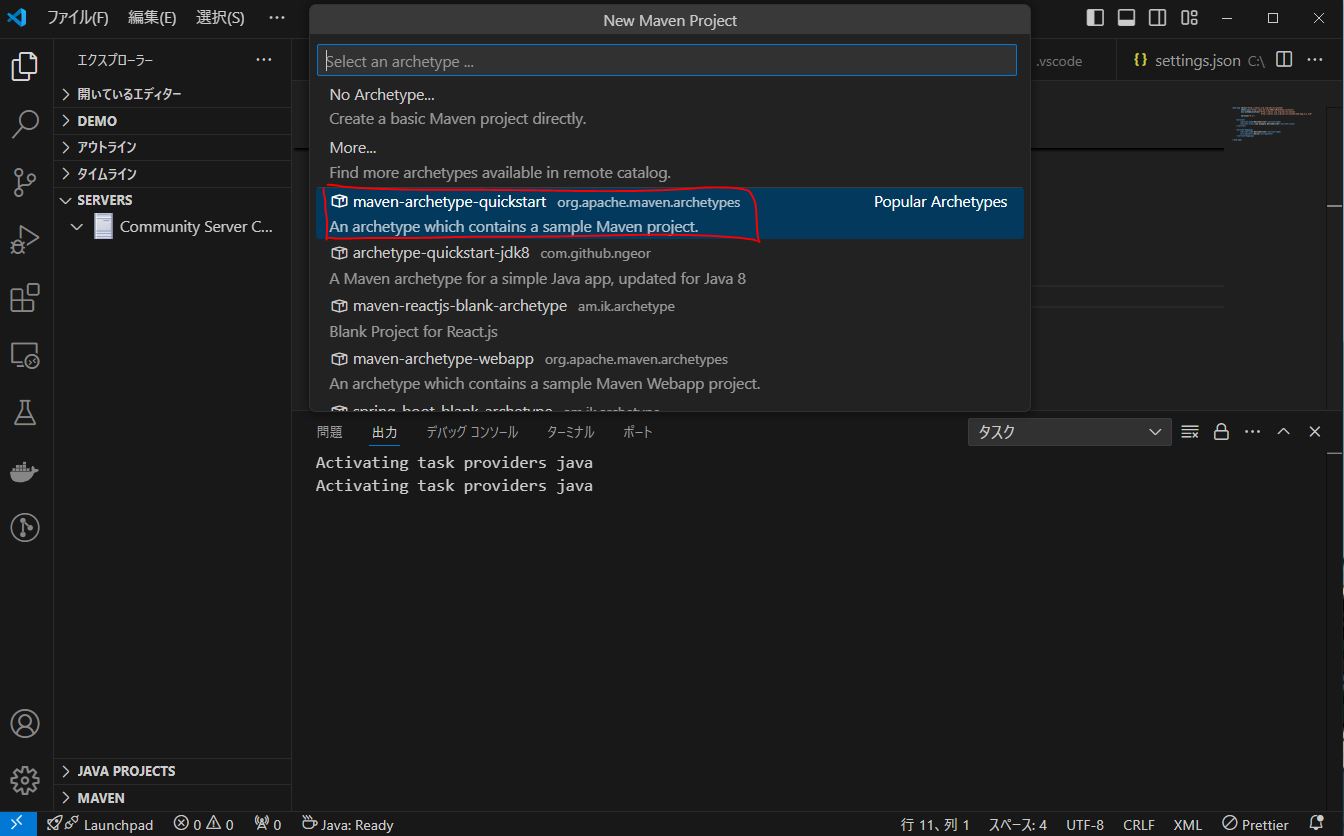 ファイル(F) 編集(E) 選択(S) ···
New Maven Project
エクスプローラー ···
Select an archetype ...
.vscode
{} settings.json C:\ ···
開いているエディター
DEMO
アウトライン
タイムライン
SERVERS
Community Server C...
No Archetype...
Create a basic Maven project directly.
More...
Find more archetypes available in remote catalog.
maven-archetype-quickstart org.apache.maven.archetypes Popular Archetypes
An archetype which contains a sample Maven project.
archetype-quickstart-jdk8 com.github.ngeor
A Maven archetype for a simple Java app, updated for Java 8
maven-reactjs-blank-archetype am.ik.archetype
Blank Project for React.js
maven-archetype-webapp org.apache.maven.archetypes
An archetype which contains a sample Maven Webapp project.
spring-boot-blank-archetype am.ik.archetype
問題 出力 デバッグ コンソール ターミナル ポート タスク ···
Activating task providers java
Activating task providers java
JAVA PROJECTS
MAVEN
Launchpad 0 0 0 Java: Ready 行 11、列 1 スペース: 4 UTF-8 CRLF XML Prettier